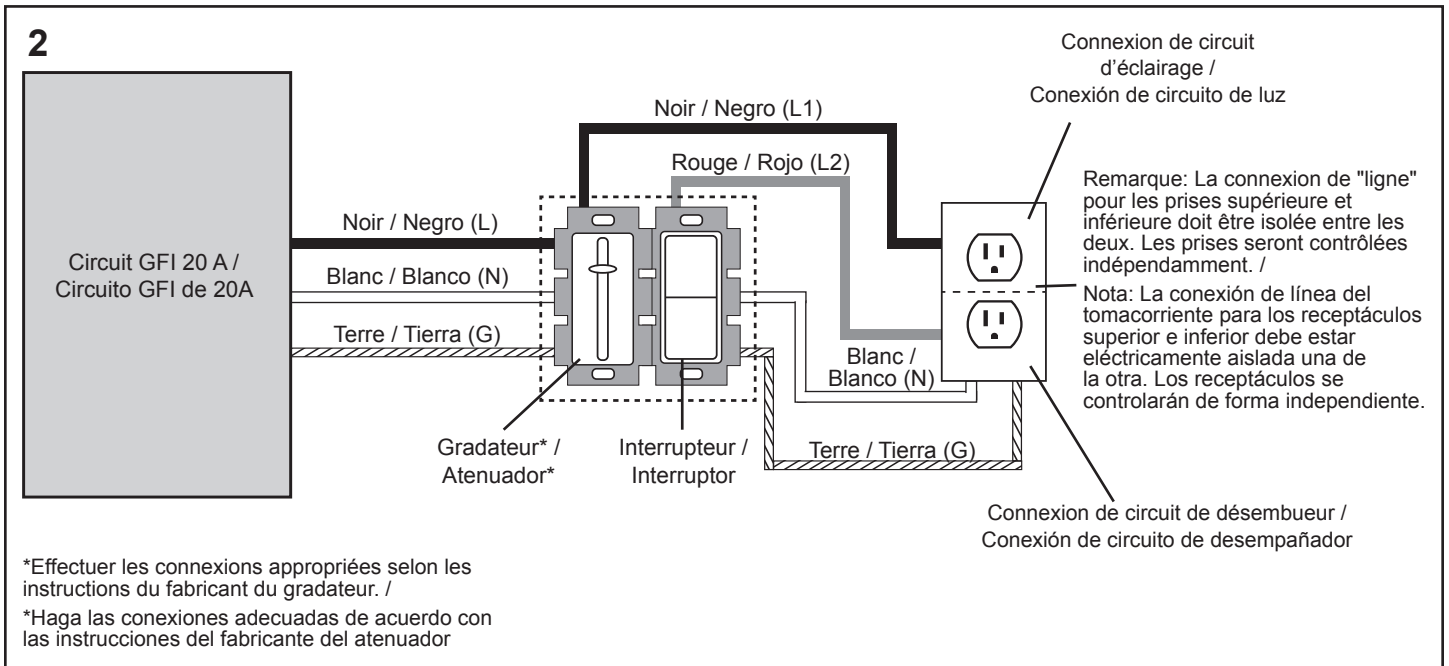 2
Connexion de circuit
d'éclairage /
Conexión de circuito de luz
Noir / Negro (L1)
Rouge / Rojo (L2)
Remarque: La connexion de "ligne"
pour les prises supérieure et
inférieure doit être isolée entre les
deux. Les prises seront contrôlées
indépendamment. /
Nota: La conexión de línea del
tomacorriente para los receptáculos
superior e inferior debe estar
eléctricamente aislada una de
la otra. Los receptáculos se
controlarán de forma independiente.
Noir / Negro (L)
Circuit GFI 20 A /
Circuito GFI de 20A
Blanc / Blanco (N)
Terre / Tierra (G)
Blanc /
Blanco (N)
Gradateur* /
Atenuador*
Interrupteur /
Interruptor
Terre / Tierra (G)
Connexion de circuit de désembueur /
Conexión de circuito de desempañador
*Effectuer les connexions appropriées selon les
instructions du fabricant du gradateur. /
*Haga las conexiones adecuadas de acuerdo con
las instrucciones del fabricante del atenuador